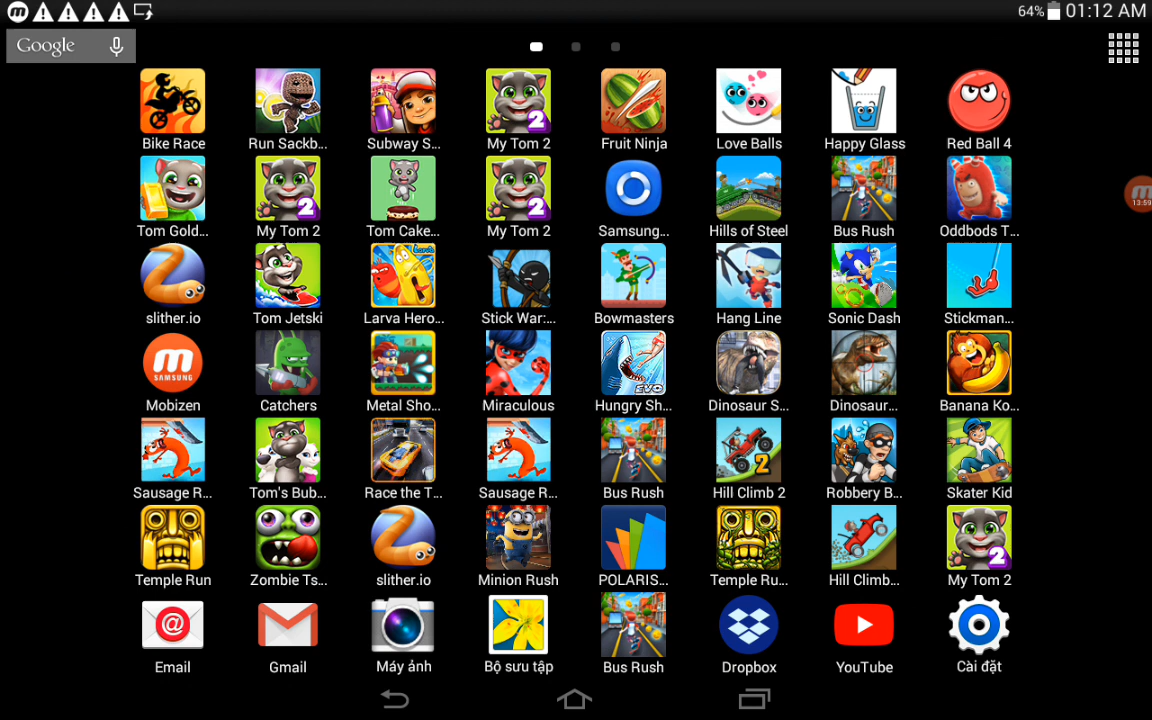 64% 01:12 AM
Google
Bike Race Run Sackb... Subway S... My Tom 2 Fruit Ninja Love Balls Happy Glass Red Ball 4
Tom Gold... My Tom 2 Tom Cake... My Tom 2 Samsung... Hills of Steel Bus Rush Oddbods T...
13:59
slither.io Tom Jetski Larva Hero... Stick War:... Bowmasters Hang Line Sonic Dash Stickman...
SAMSUNG
EVO
Mobizen Catchers Metal Sho... Miraculous Hungry Sh... Dinosaur S... Dinosaur... Banana Ko...
Sausage R... Tom's Bub... Race the T... Sausage R... Bus Rush Hill Climb 2 Robbery B... Skater Kid
Temple Run Zombie Ts... slither.io Minion Rush POLARIS... Temple Ru... Hill Climb... My Tom 2
Email Gmail Máy ảnh Bộ sưu tập Bus Rush Dropbox YouTube Cài đặt